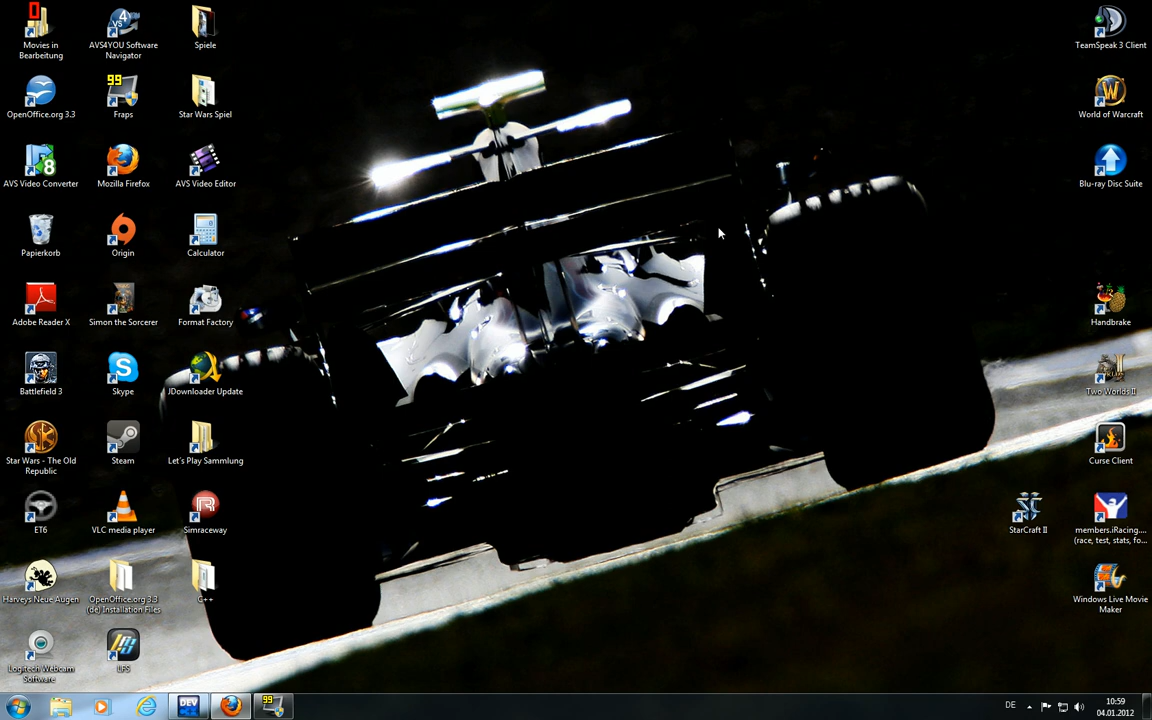 Movies in
Bearbeitung
AVS4YOU Software
Navigator
Spiele
TeamSpeak 3 Client
OpenOffice.org 3.3
99
Fraps
Star Wars Spiel
World of Warcraft
AVS Video Converter
Mozilla Firefox
AVS Video Editor
Blu-ray Disc Suite
Papierkorb
Origin
Calculator
Adobe Reader X
Simon the Sorcerer
Format Factory
Handbrake
Battlefield 3
Skype
JDownloader Update
Two Worlds II
Star Wars - The Old
Republic
Steam
Let's Play Sammlung
Curse Client
ET6
VLC media player
Simraceway
StarCraft II
members.iRacing....
(race, test, stats, fo...
Harveys Neue Augen
OpenOffice.org 3.3
(de) Installation Files
C++
Windows Live Movie
Maker
Logitech Webcam
Software
LFS
DEV
99
DE
10:59
04.01.2012